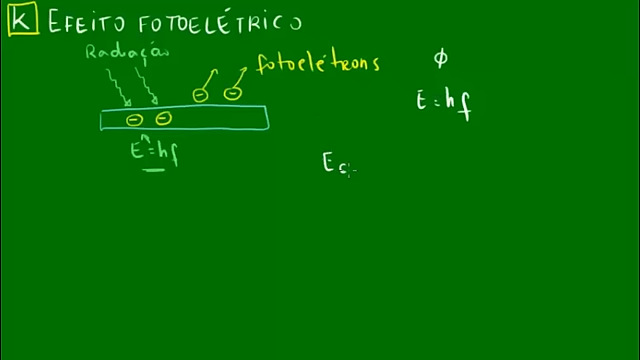 K EFEITO FOTOELÉTRICO
Radiação
fotoelétrons
ϕ
E = hf
E = hf
E c